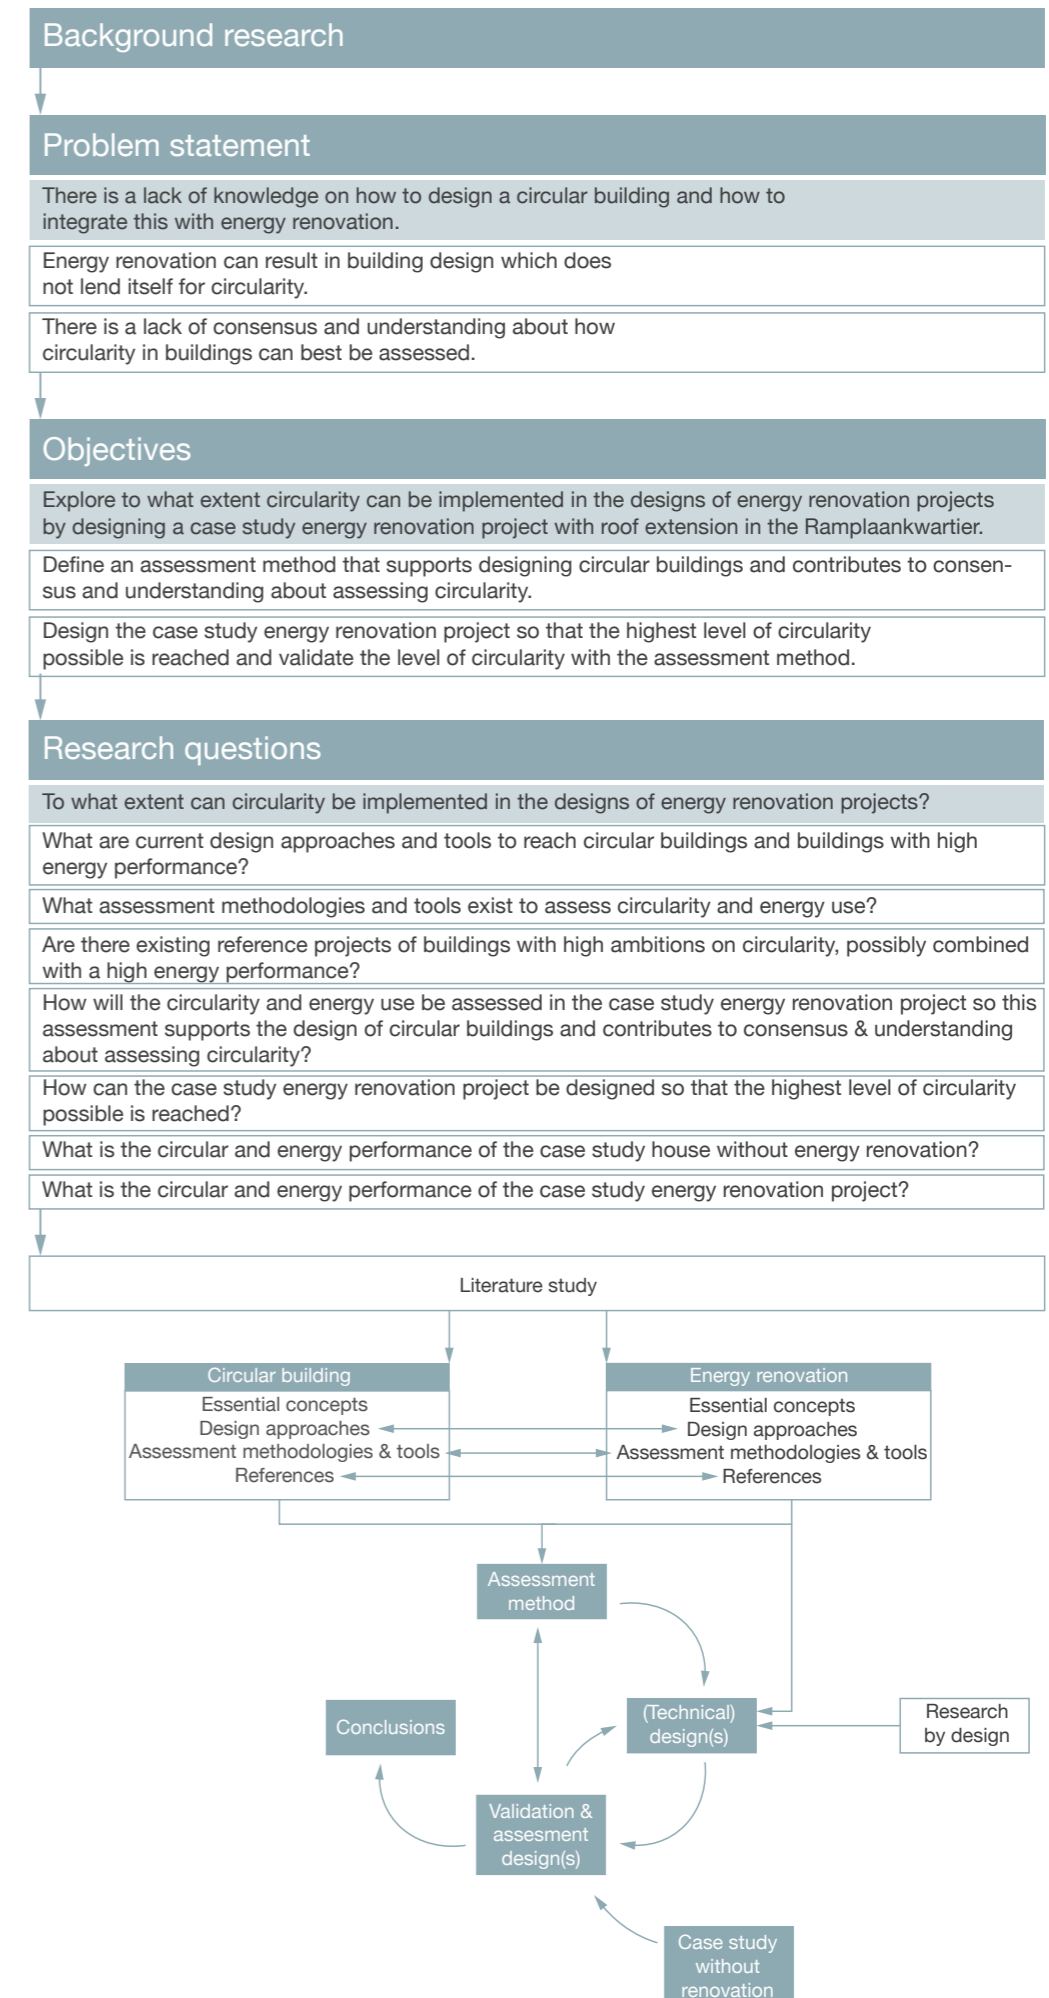 Background research
Problem statement
There is a lack of knowledge on how to design a circular building and how to
integrate this with energy renovation.
Energy renovation can result in building design which does
not lend itself for circularity.
There is a lack of consensus and understanding about how
circularity in buildings can best be assessed.
Objectives
Explore to what extent circularity can be implemented in the designs of energy renovation projects
by designing a case study energy renovation project with roof extension in the Ramplaankwartier.
Define an assessment method that supports designing circular buildings and contributes to consen-
sus and understanding about assessing circularity.
Design the case study energy renovation project so that the highest level of circularity
possible is reached and validate the level of circularity with the assessment method.
Research questions
To what extent can circularity be implemented in the designs of energy renovation projects?
What are current design approaches and tools to reach circular buildings and buildings with high
energy performance?
What assessment methodologies and tools exist to assess circularity and energy use?
Are there existing reference projects of buildings with high ambitions on circularity, possibly combined
with a high energy performance?
How will the circularity and energy use be assessed in the case study energy renovation project so this
assessment supports the design of circular buildings and contributes to consensus & understanding
about assessing circularity?
How can the case study energy renovation project be designed so that the highest level of circularity
possible is reached?
What is the circular and energy performance of the case study house without energy renovation?
What is the circular and energy performance of the case study energy renovation project?
Literature study
Circular building
Essential concepts
Design approaches
Assessment methodologies & tools
References
Energy renovation
Essential concepts
Design approaches
Assessment methodologies & tools
References
Assessment
method
(Technical)
design(s)
Research
by design
Conclusions
Validation &
assesment
design(s)
Case study
without
renovation